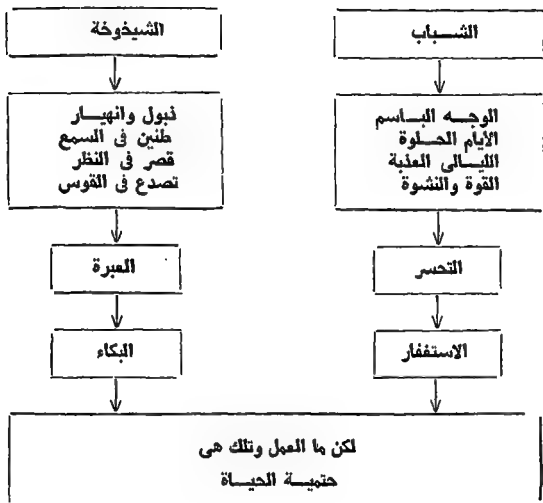 الشباب
الشيخوخة
الوجه الباسم
الأيام الحلوة
الليالى العذبة
القوة والنشوة
ذبول وانهيار
طنين فى السمع
قصر فى النظر
تصدع فى القوس
التحسر
العبرة
الاستغفار
البكاء
لكن ما العمل وتلك هى
حتمية الحياة